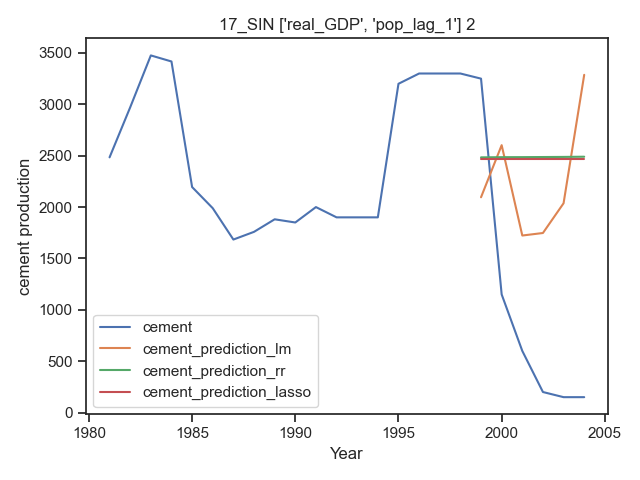 17_SIN ['real_GDP', 'pop_lag_1'] 2
cement production
3500
3000
2500
2000
1500
1000
500
0
cement
cement_prediction_lm
cement_prediction_rr
cement_prediction_lasso
1980
1985
1990
1995
2000
2005
Year